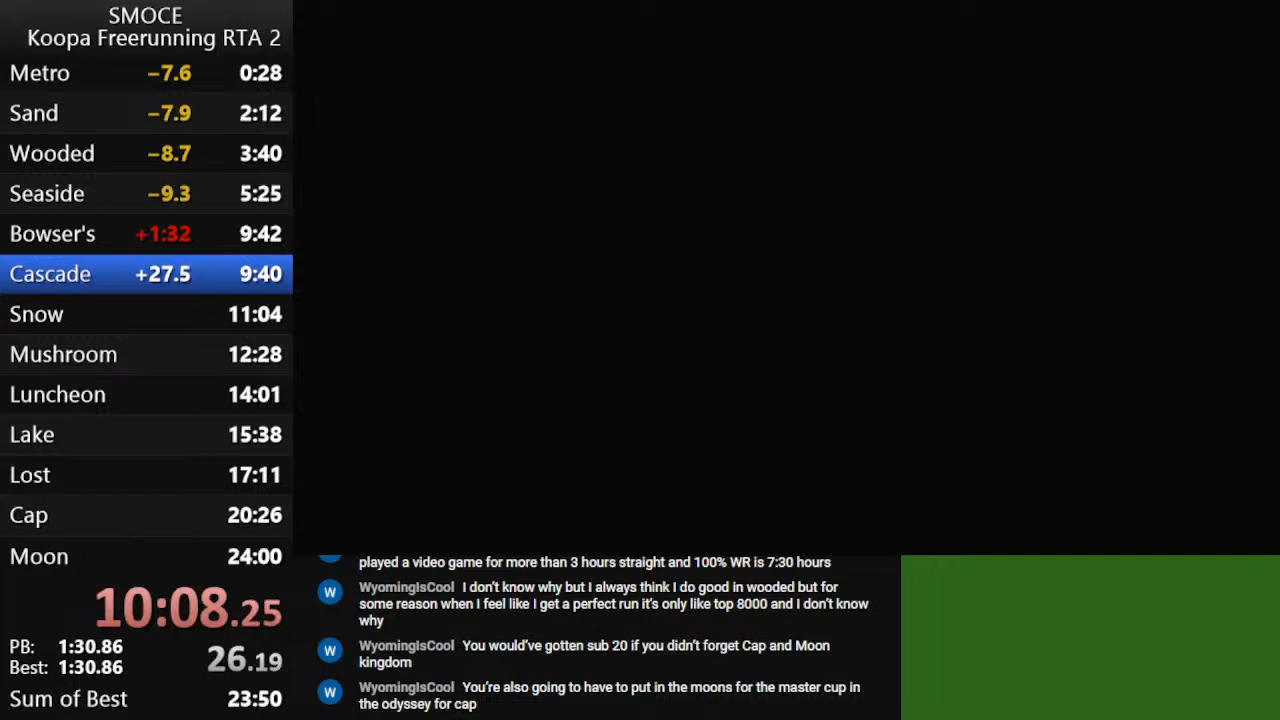 SMOCE
Koopa Freerunning RTA 2
Metro −7.6 0:28
Sand −7.9 2:12
Wooded −8.7 3:40
Seaside −9.3 5:25
Bowser's +1:32 9:42
Cascade +27.5 9:40
Snow 11:04
Mushroom 12:28
Luncheon 14:01
Lake 15:38
Lost 17:11
Cap 20:26
Moon 24:00
10:08.25
PB: 1:30.86
Best: 1:30.86
26.19
Sum of Best 23:50
played a video game for more than 3 hours straight and 100% WR is 7:30 hours
W WyomingIsCool I don't know why but I always think I do good in wooded but for
some reason when I feel like I get a perfect run it's only like top 8000 and I don't know
why
W WyomingIsCool You would've gotten sub 20 if you didn't forget Cap and Moon
kingdom
W WyomingIsCool You're also going to have to put in the moons for the master cup in
the odyssey for cap